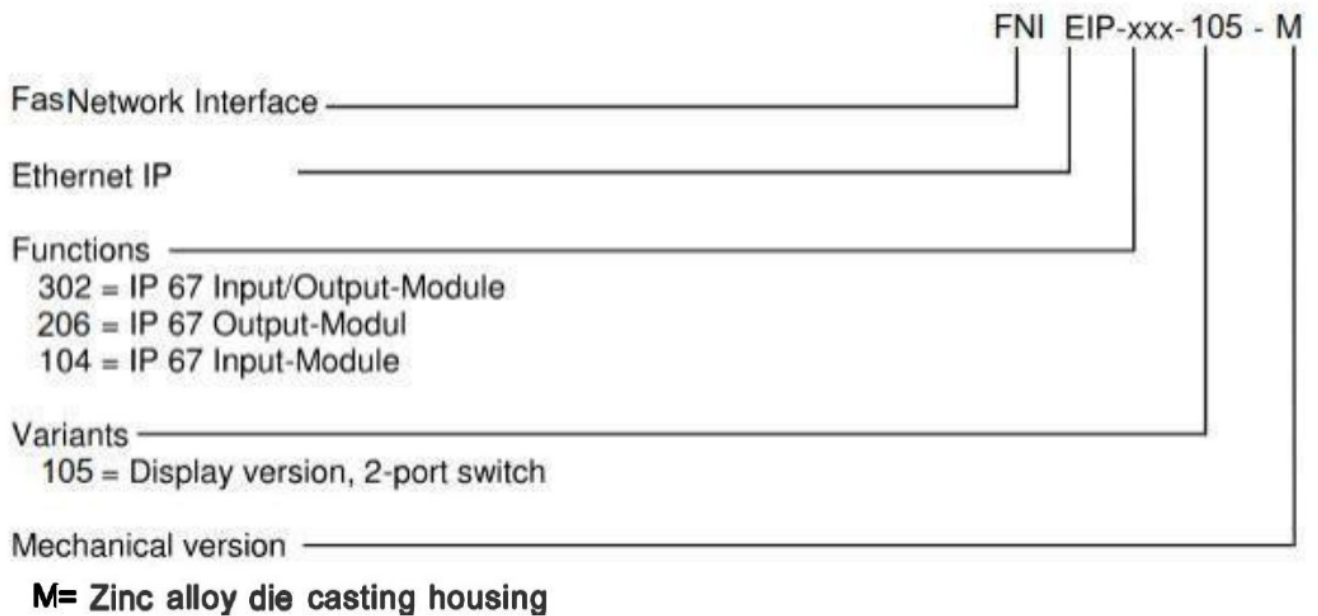 FNI EIP-xxx-105 - M
FasNetwork Interface
Ethernet IP
Functions
302 = IP 67 Input/Output-Module
206 = IP 67 Output-Modul
104 = IP 67 Input-Module
Variants
105 = Display version, 2-port switch
Mechanical version
M= Zinc alloy die casting housing